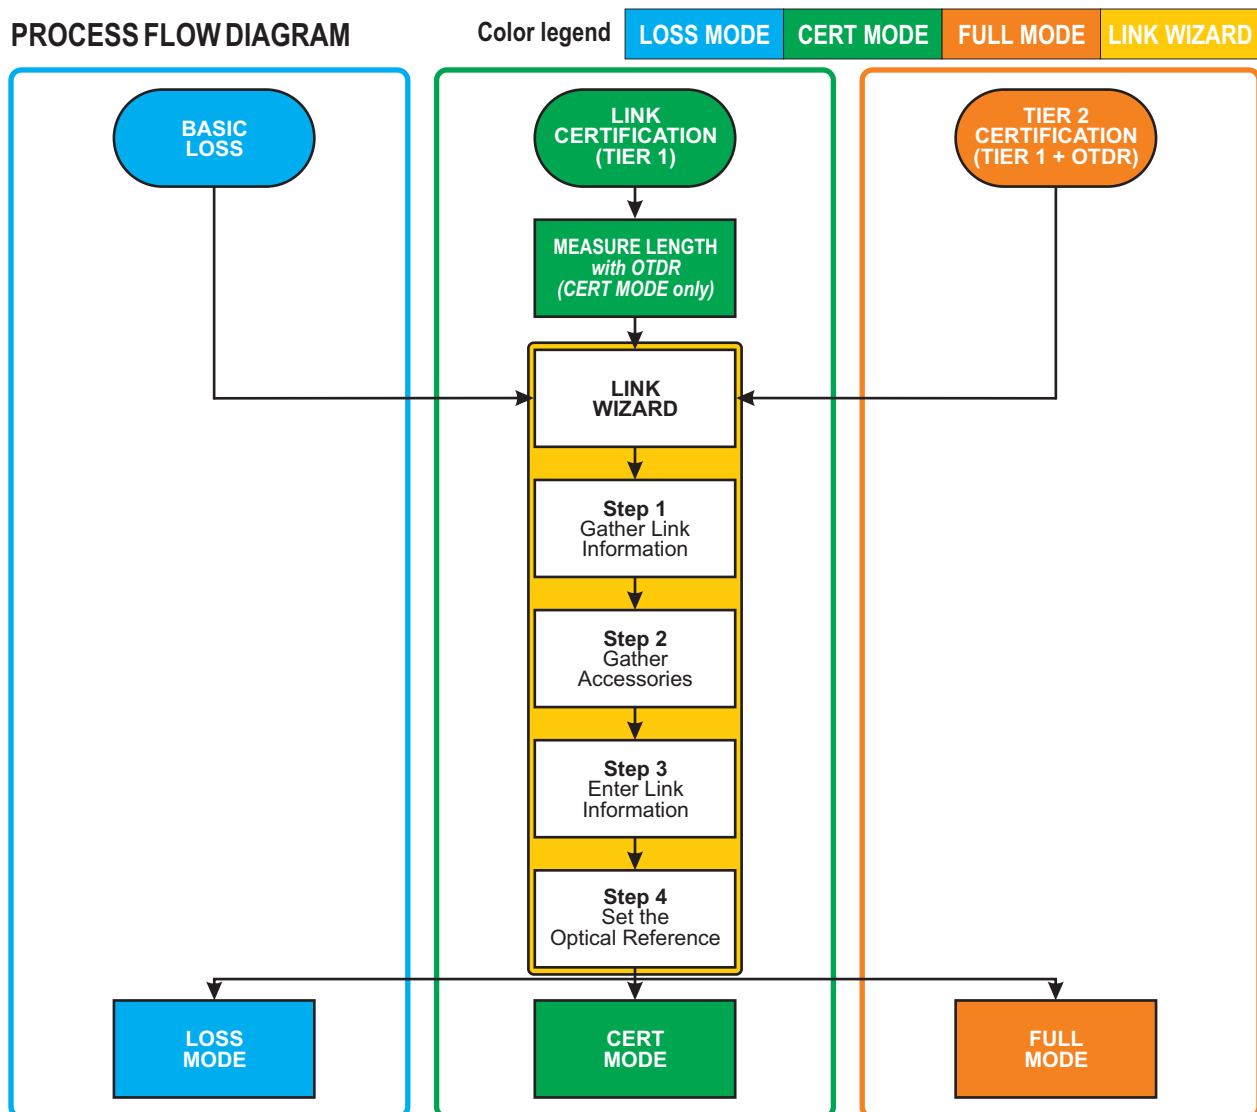 PROCESS FLOW DIAGRAM
Color legend
LOSS MODE
CERT MODE
FULL MODE
LINK WIZARD
BASIC
LOSS
LINK
CERTIFICATION
(TIER 1)
TIER 2
CERTIFICATION
(TIER 1 + OTDR)
MEASURE LENGTH
with OTDR
(CERT MODE only)
LINK
WIZARD
Step 1
Gather Link
Information
Step 2
Gather
Accessories
Step 3
Enter Link
Information
Step 4
Set the
Optical Reference
LOSS
MODE
CERT
MODE
FULL
MODE